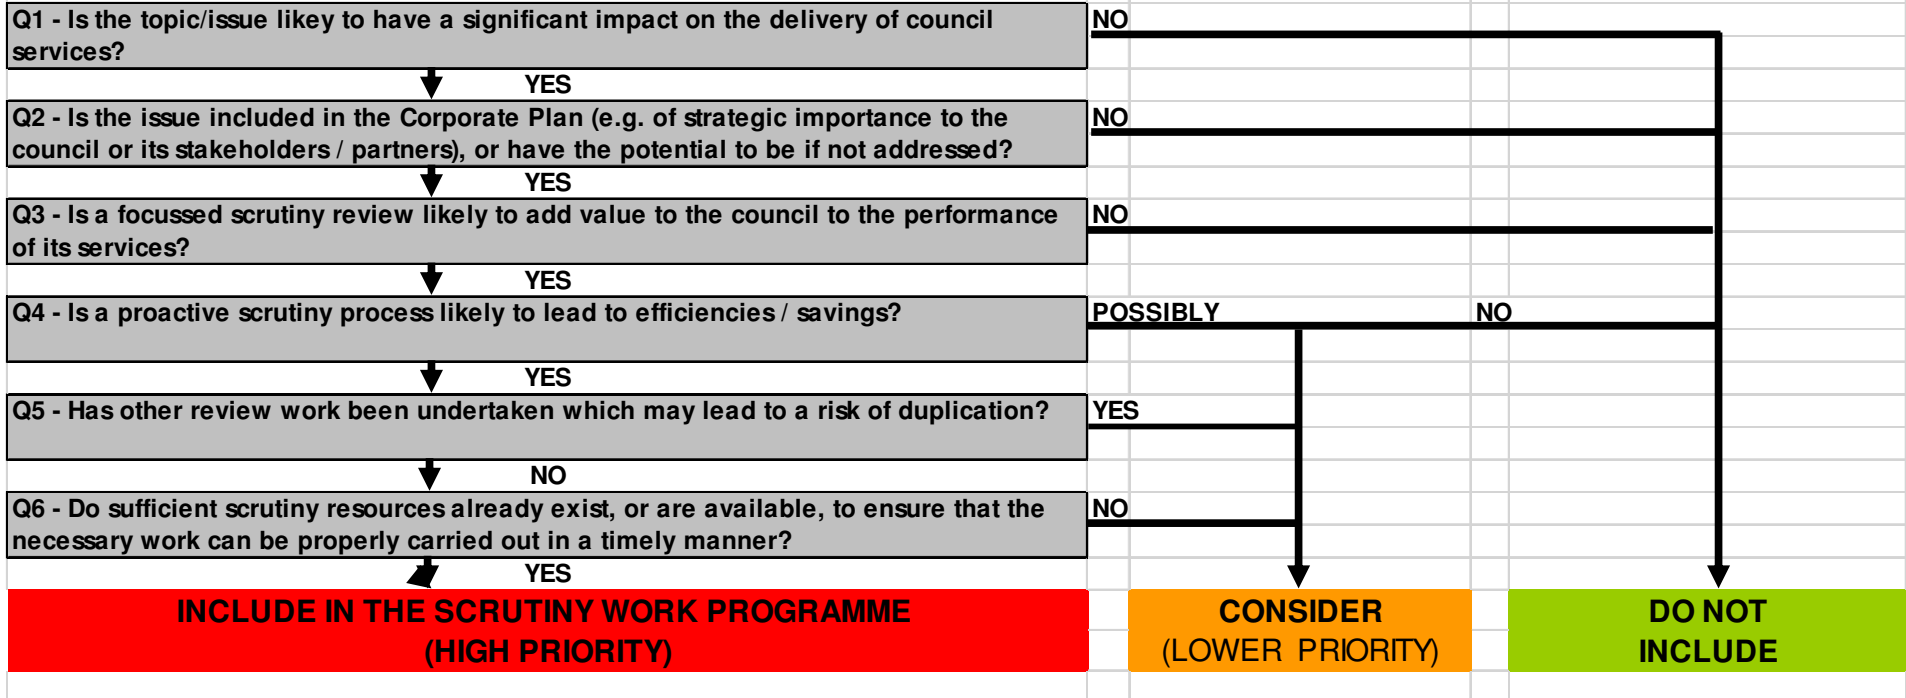 Q1 - Is the topic/issue likey to have a significant impact on the delivery of council NO
services?
YES
Q2 - Is the issue included in the Corporate Plan (e.g. of strategic importance to the NO
council or its stakeholders / partners), or have the potential to be if not addressed?
YES
Q3 - Is a focussed scrutiny review likely to add value to the council to the performance NO
of its services?
YES
Q4 - Is a proactive scrutiny process likely to lead to efficiencies / savings? POSSIBLY NO
YES
Q5 - Has other review work been undertaken which may lead to a risk of duplication? YES
NO
Q6 - Do sufficient scrutiny resources already exist, or are available, to ensure that the NO
necessary work can be properly carried out in a timely manner?
YES
INCLUDE IN THE SCRUTINY WORK PROGRAMME
(HIGH PRIORITY)
CONSIDER
(LOWER PRIORITY)
DO NOT
INCLUDE